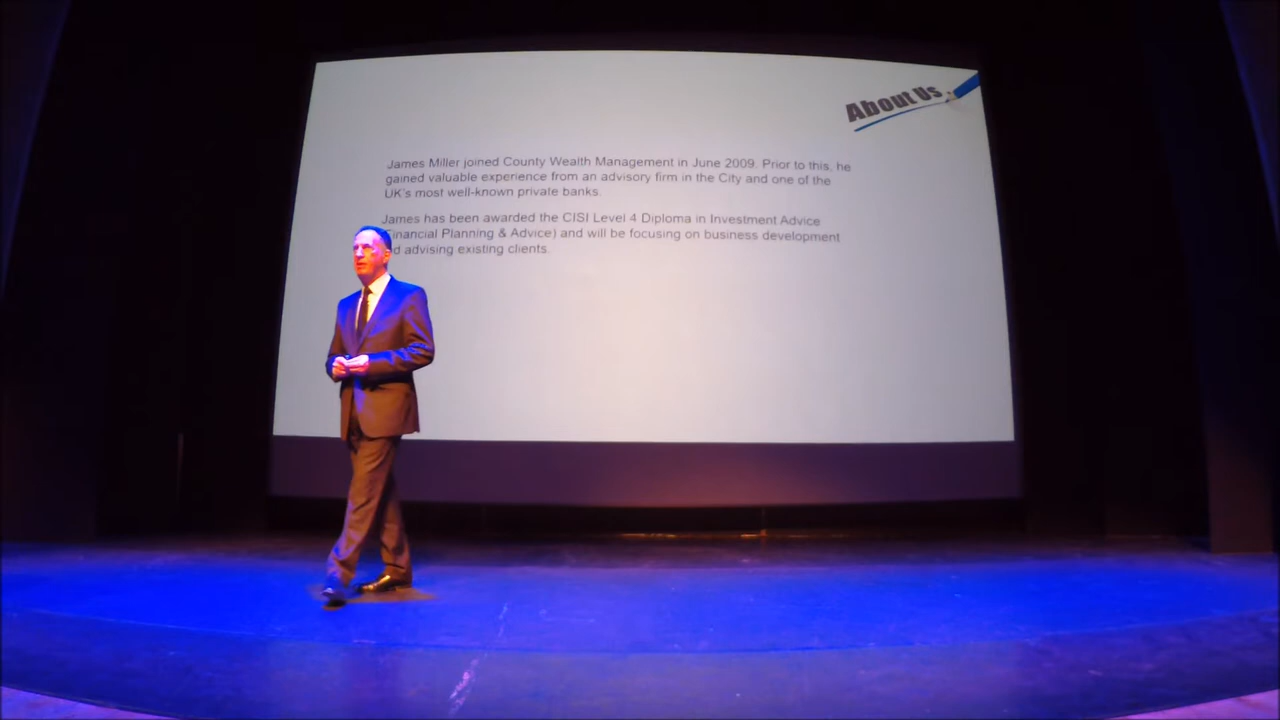 About Us
James Miller joined County Wealth Management in June 2009. Prior to this, he
gained valuable experience from an advisory firm in the City and one of the
UK's most well-known private banks.
James has been awarded the CISI Level 4 Diploma in Investment Advice
Financial Planning & Advice) and will be focusing on business development
advising existing clients.